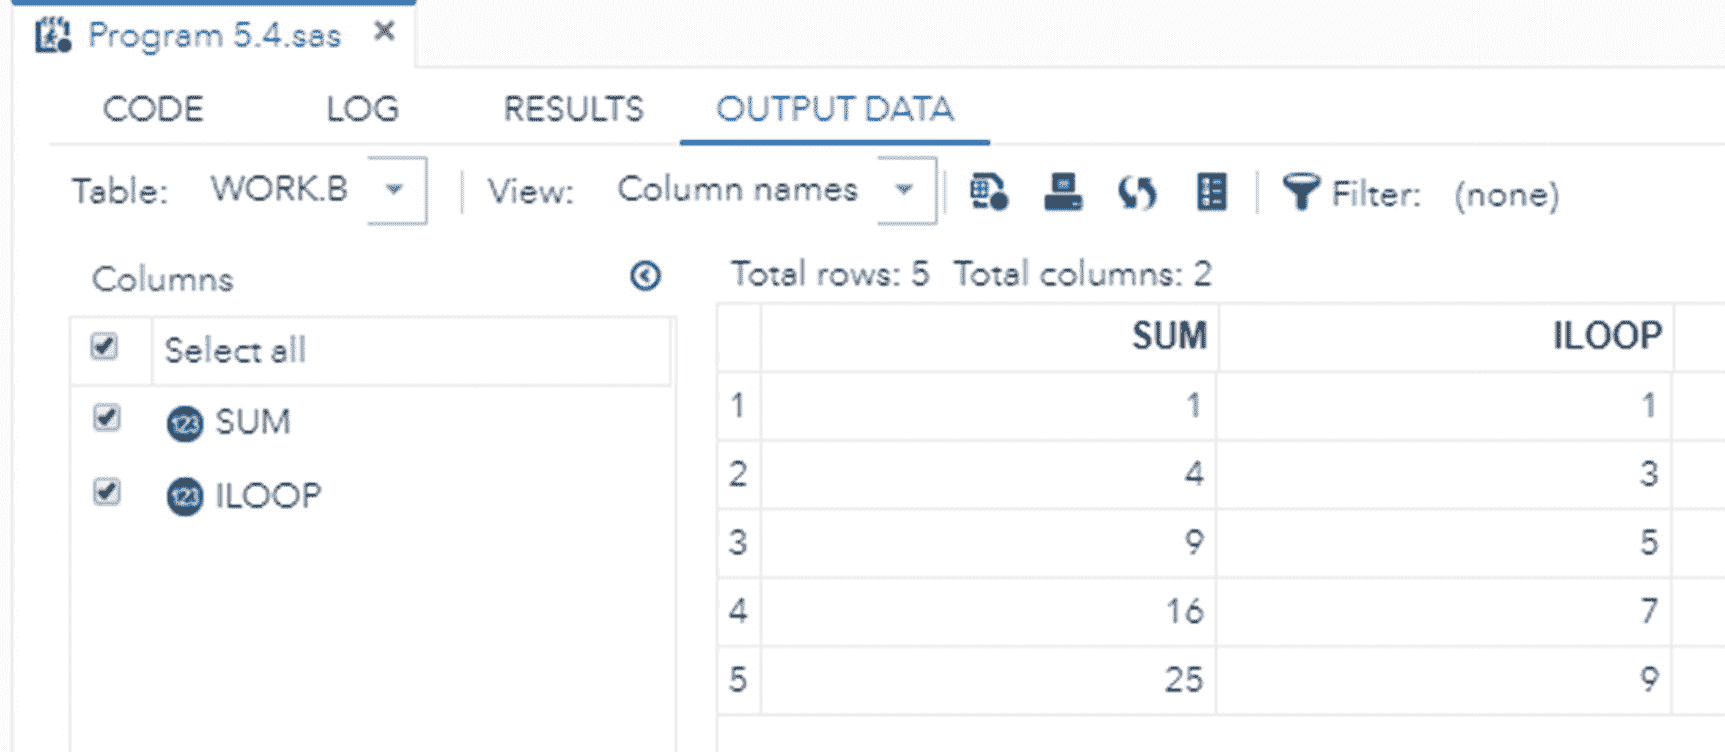 Program 5.4.sas ×
CODE LOG RESULTS OUTPUT DATA
Table: WORK.B View: Column names Filter: (none)
Columns
Total rows: 5 Total columns: 2
Select all
123 SUM
123 ILOOP
SUM ILOOP
1 1 1
2 4 3
3 9 5
4 16 7
5 25 9